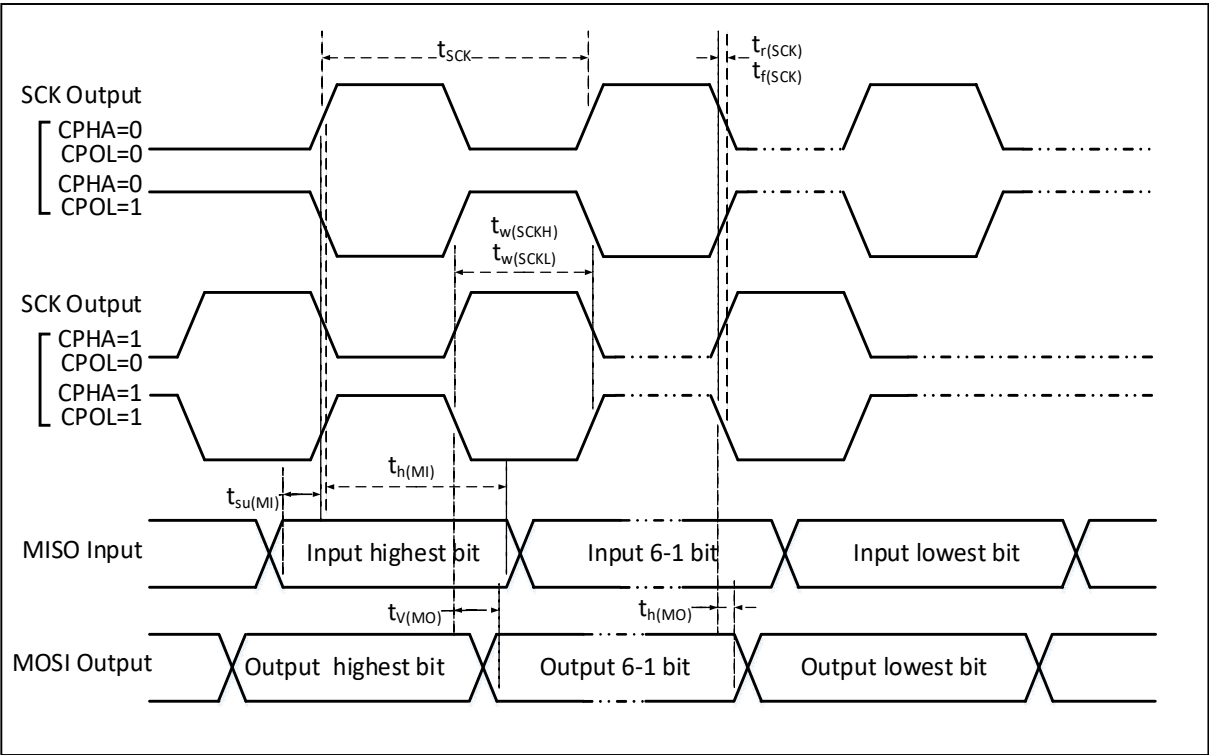 tSCK
tr(SCK)
tf(SCK)
SCK Output
CPHA=0
CPOL=0
CPHA=0
CPOL=1
tw(SCKH)
tw(SCKL)
SCK Output
CPHA=1
CPOL=0
CPHA=1
CPOL=1
th(MI)
tsu(MI)
MISO Input
Input highest bit
Input 6-1 bit
Input lowest bit
tV(MO)
th(MO)
MOSI Output
Output highest bit
Output 6-1 bit
Output lowest bit